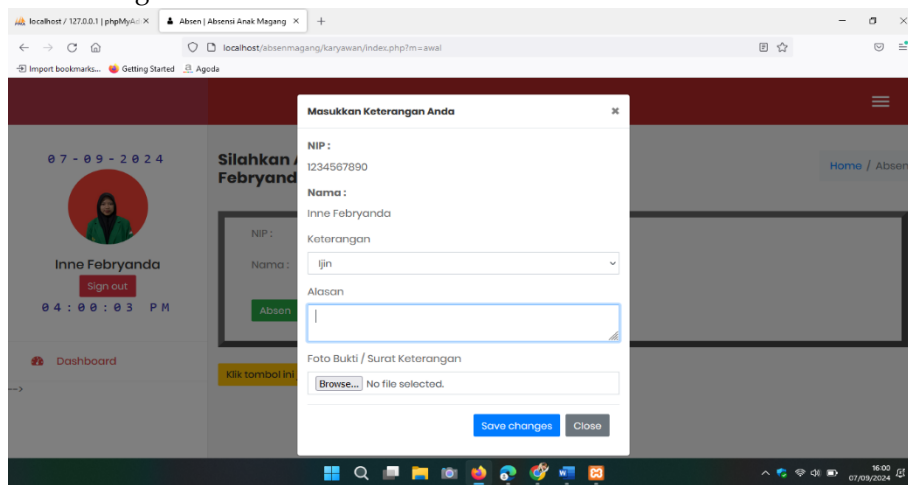 localhost / 127.0.0.1 | phpMyAd
Absen | Absensi Anak Magang
localhost/absenmagang/karyawan/index.php?m=awal
Import bookmarks... Getting Started Agoda
Masukkan Keterangan Anda
NIP :
1234567890
Nama :
Inne Febryanda
Keterangan
Ijin
Alasan
Foto Bukti / Surat Keterangan
Browse... No file selected.
Save changes Close
07-09-2024
Inne Febryanda
Sign out
04:00:03 PM
Dashboard
-->
Silahkan
Febryand
Home / Absen
NIP :
Nama :
Absen
Klik tombol ini
16:00
07/09/2024